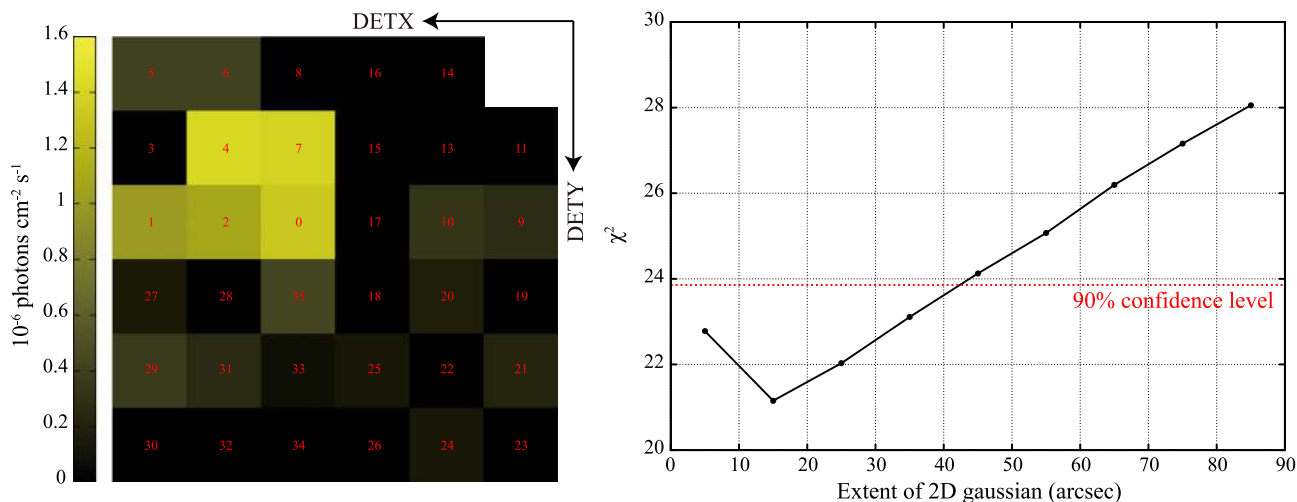 DETX
DETY
10⁻⁶ photons cm⁻² s⁻¹
1.6
1.4
1.2
1
0.8
0.6
0.4
0.2
0
5 6 8 16 14
3 4 7 15 13 11
1 2 0 17 10 9
27 28 35 18 20 19
29 31 33 25 22 21
30 32 34 26 24 23
χ²
30
28
26
24
22
20
90% confidence level
0 10 20 30 40 50 60 70 80 90
Extent of 2D gaussian (arcsec)